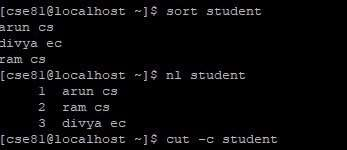 [cse81@localhost ~]$ sort student
arun cs
divya ec
ram cs
[cse81@localhost ~]$ nl student
1 arun cs
2 ram cs
3 divya ec
[cse81@localhost ~]$ cut -c student